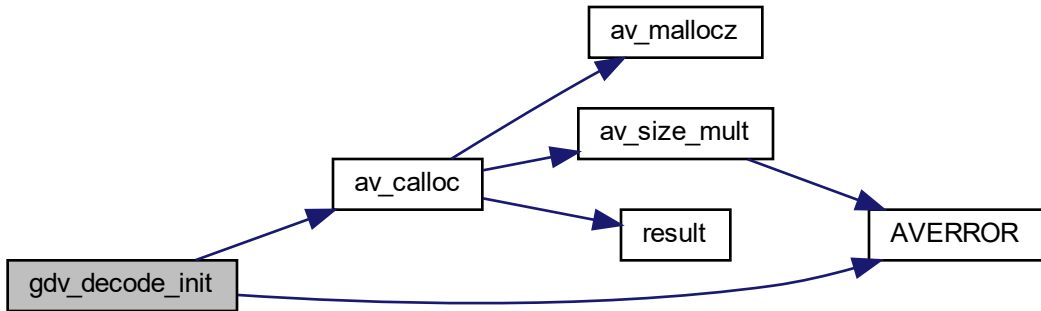 av_mallocz
av_size_mult
av_calloc
result
AVERROR
gdv_decode_init